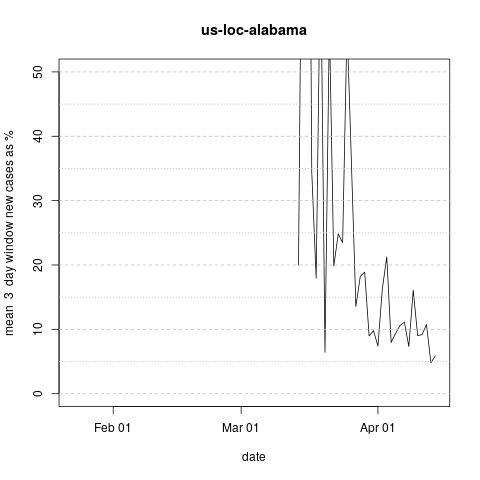 us-loc-alabama
mean  3  day window new cases as %
50
40
30
20
10
0
Feb 01
Mar 01
Apr 01
date